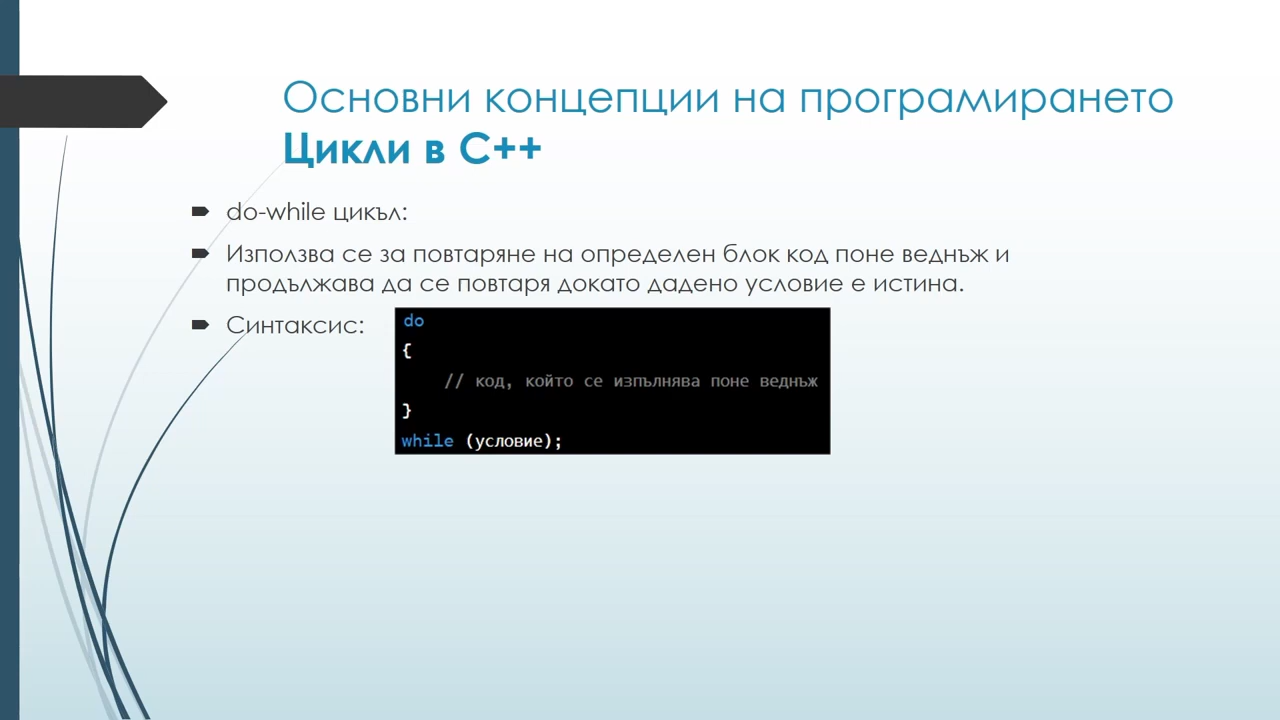 Основни концепции на програмирането
Цикли в C++
do-while цикъл:
Използва се за повтаряне на определен блок код поне веднъж и
продължава да се повтаря докато дадено условие е истина.
Синтаксис:
do
{
// код, който се изпълнява поне веднъж
}
while (условие);